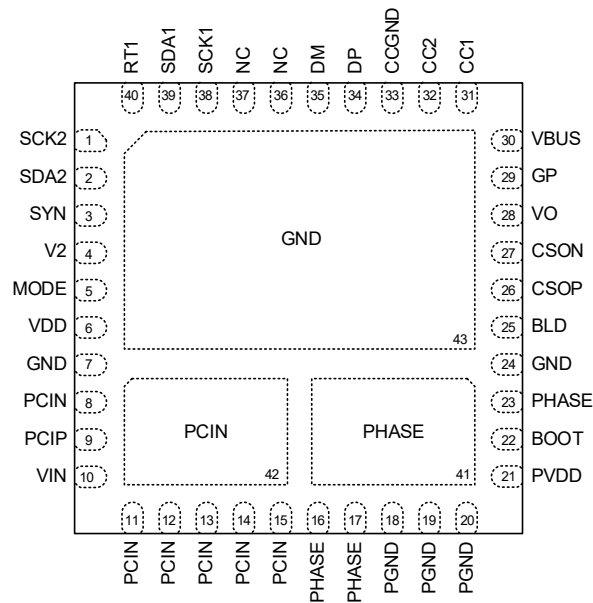 RT1
SDA1
SCK1
NC
NC
DM
DP
CCGND
CC2
CC1
40
39
38
37
36
35
34
33
32
31
SCK2 1
SDA2 2
SYN 3
V2 4
MODE 5
VDD 6
GND 7
PCIN 8
PCIP 9
VIN 10
GND
43
PCIN
42
PHASE
41
30 VBUS
29 GP
28 VO
27 CSON
26 CSOP
25 BLD
24 GND
23 PHASE
22 BOOT
21 PVDD
11
12
13
14
15
16
17
18
19
20
PCIN
PCIN
PCIN
PCIN
PCIN
PHASE
PHASE
PGND
PGND
PGND